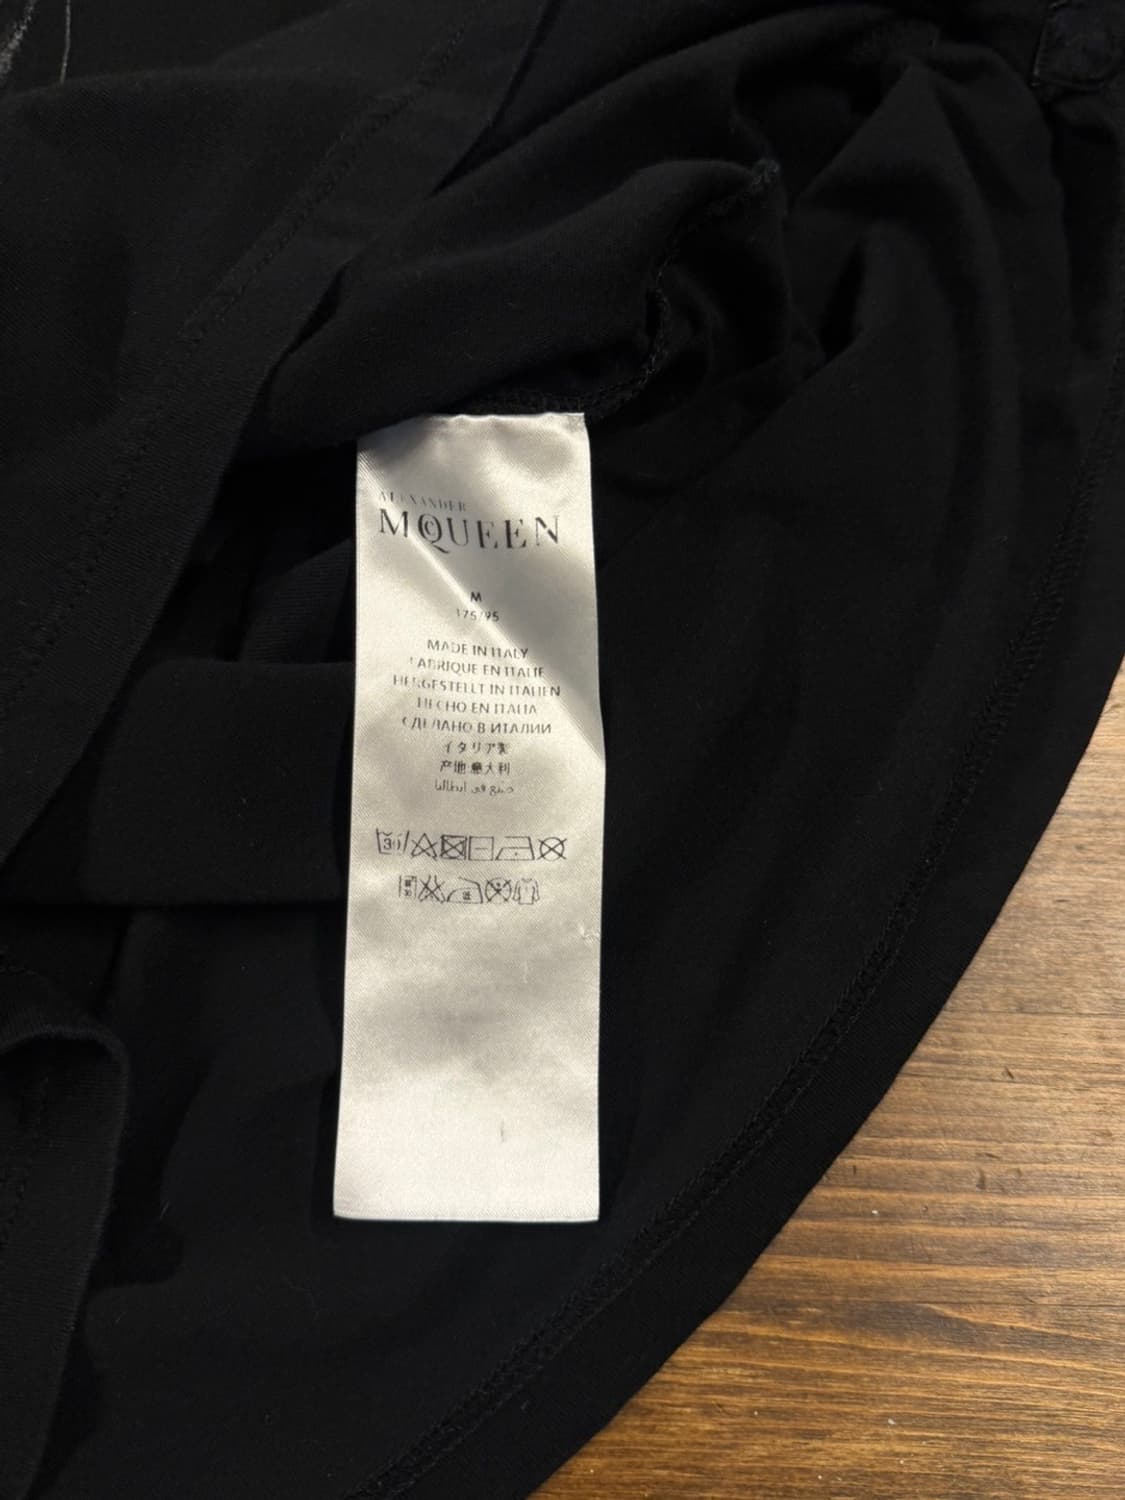 ALEXANDER
McQUEEN
M
175/95
MADE IN ITALY
FABRIQUE EN ITALIE
HERGESTELLT IN ITALIEN
HECHO EN ITALIA
СДЕЛАНО В ИТАЛИИ
イタリア製
产地:意大利
صنع في ايطاليا
30